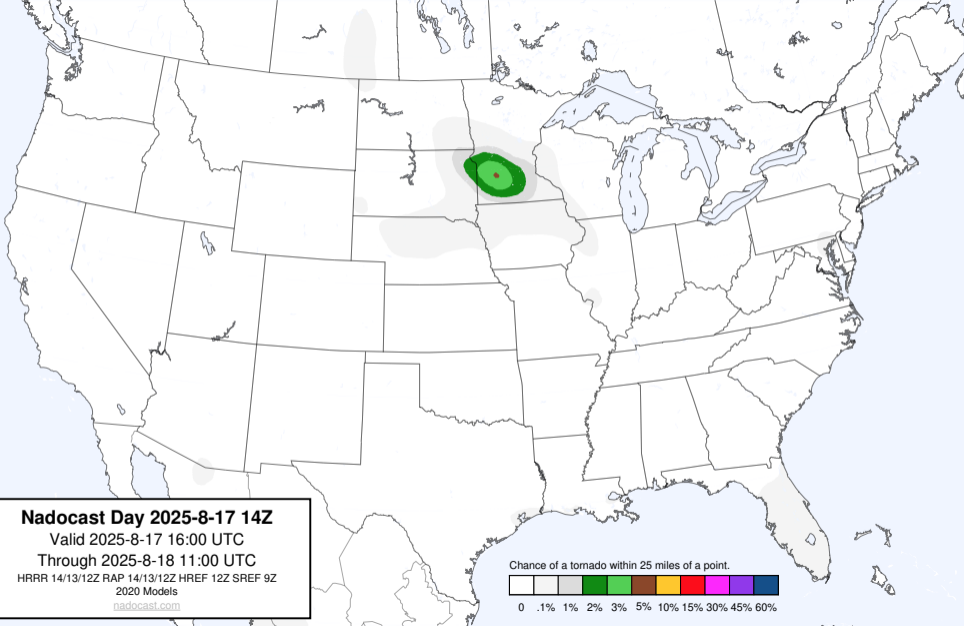 Nadocast Day 2025-8-17 14Z
Valid 2025-8-17 16:00 UTC
Through 2025-8-18 11:00 UTC
HRRR 14/13/12Z RAP 14/13/12Z HREF 12Z SREF 9Z
2020 Models
nadocast.com
Chance of a tornado within 25 miles of a point.
0 .1% 1% 2% 3% 5% 10% 15% 30% 45% 60%